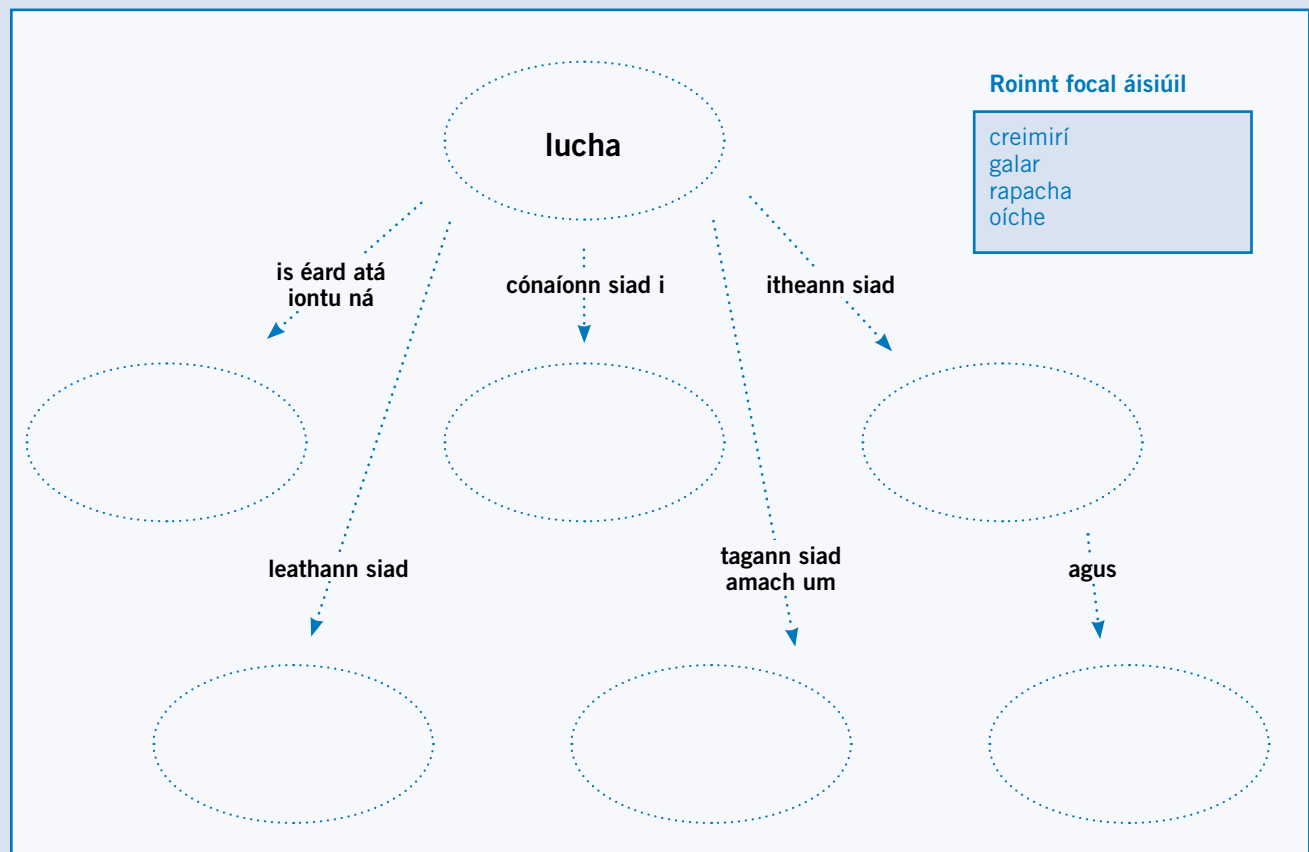 Roinnt focal áisiúil
creimirí
galar
rapacha
oíche
lucha
is éard atá
iontu ná
cónaíonn siad i
itheann siad
leathann siad
tagann siad
amach um
agus